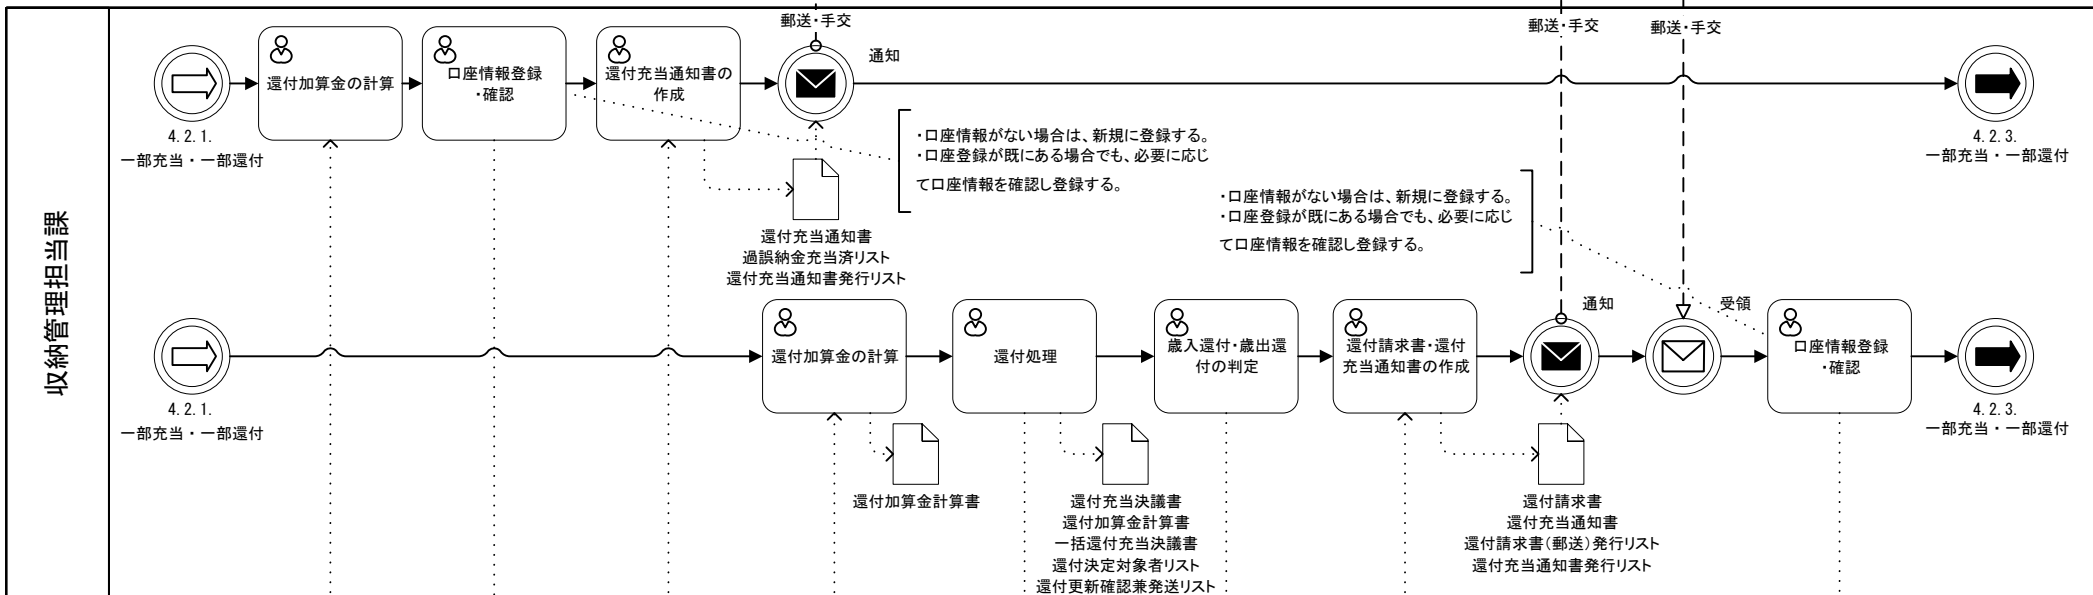 収納管理担当課
郵送・手交
郵送・手交
郵送・手交
4.2.1.
一部充当・一部還付
還付加算金の計算
口座情報登録
・確認
還付充当通知書の
作成
通知
4.2.3.
一部充当・一部還付
・口座情報がない場合は、新規に登録する。
・口座登録が既にある場合でも、必要に応じ
て口座情報を確認し登録する。
還付充当通知書
過誤納金充当済リスト
還付充当通知書発行リスト
・口座情報がない場合は、新規に登録する。
・口座登録が既にある場合でも、必要に応じ
て口座情報を確認し登録する。
4.2.1.
一部充当・一部還付
還付加算金の計算
還付処理
歳入還付・歳出還
付の判定
還付請求書・還付
充当通知書の作成
通知
受領
口座情報登録
・確認
4.2.3.
一部充当・一部還付
還付加算金計算書
還付充当決議書
還付加算金計算書
一括還付充当決議書
還付決定対象者リスト
還付更新確認兼発送リスト
還付請求書
還付充当通知書
還付請求書(郵送)発行リスト
還付充当通知書発行リスト